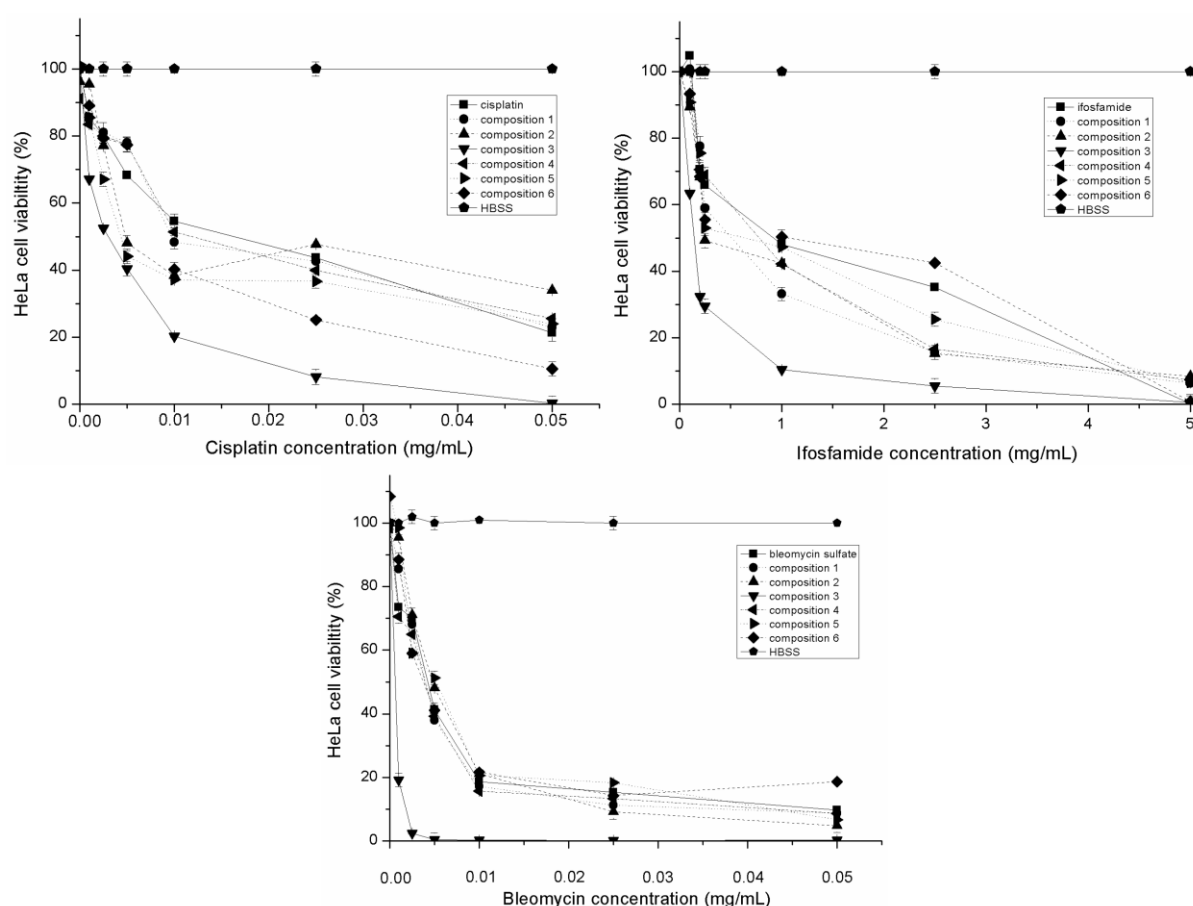 HeLa cell viability (%)
100
80
60
40
20
0
0.00 0.01 0.02 0.03 0.04 0.05
Cisplatin concentration (mg/mL)
cisplatin
composition 1
composition 2
composition 3
composition 4
composition 5
composition 6
HBSS
HeLa cell viability (%)
100
80
60
40
20
0
0 1 2 3 4 5
Ifosfamide concentration (mg/mL)
ifosfamide
composition 1
composition 2
composition 3
composition 4
composition 5
composition 6
HBSS
HeLa cell viability (%)
100
80
60
40
20
0
0.00 0.01 0.02 0.03 0.04 0.05
Bleomycin concentration (mg/mL)
bleomycin sulfate
composition 1
composition 2
composition 3
composition 4
composition 5
composition 6
HBSS